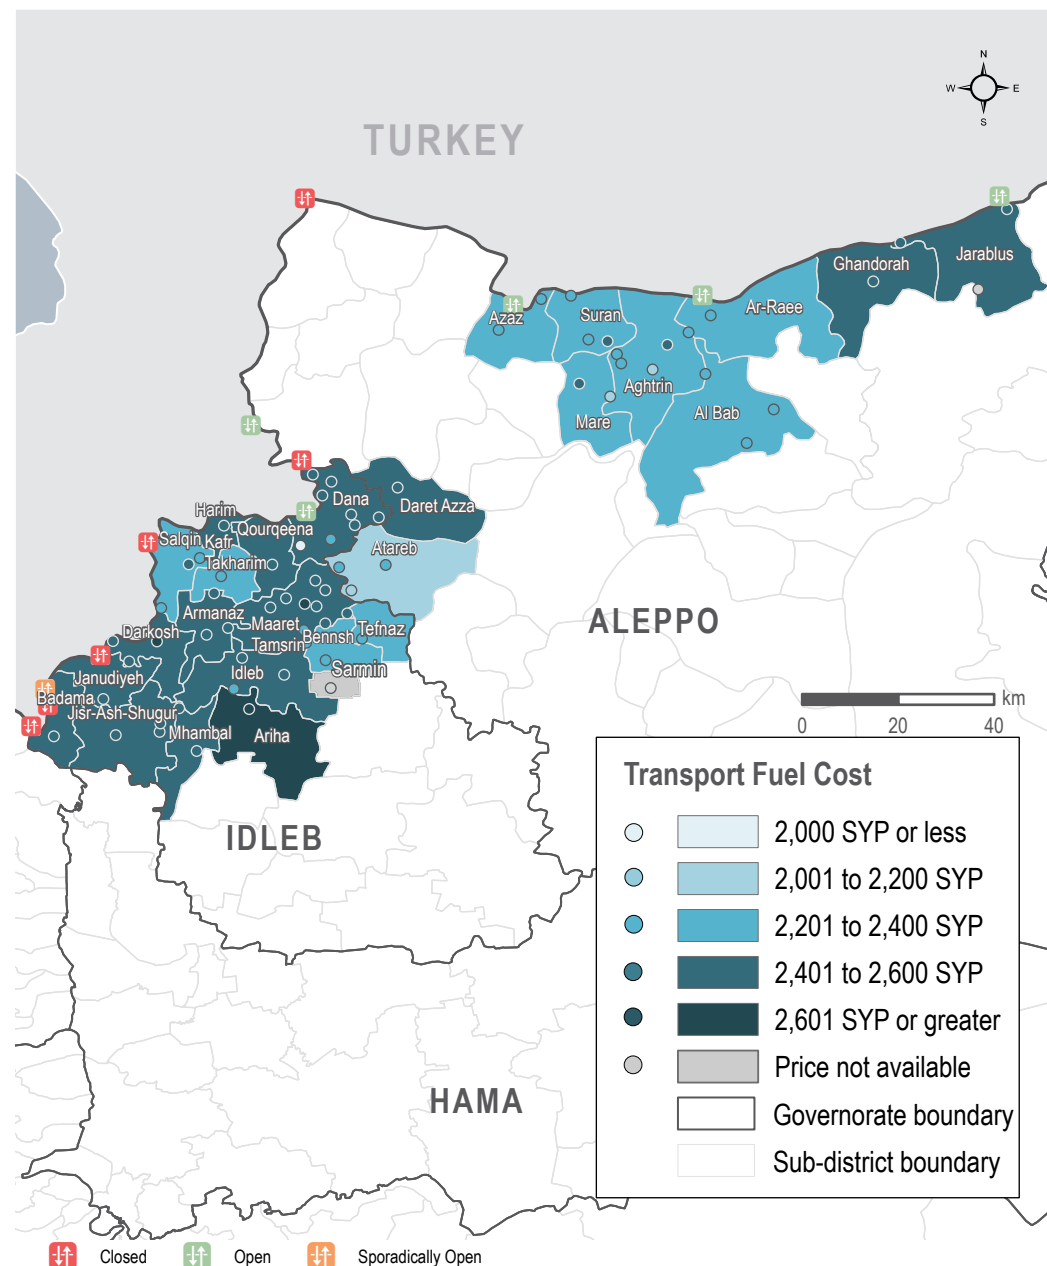 N
W E
S
TURKEY
Jarablus
Ghandorah
Ar-Raee
Azaz
Suran
Aghtrin
Al Bab
Mare
Dana
Daret Azza
Harim
Qourqeena
Salqin
Kafr
Takharim
Atareb
Armanaz
Maaret
Tamsrin
Bennsh
Tefnaz
Darkosh
Idleb
Sarmin
Janudiyeh
Badama
Jisr-Ash-Shugur
Mhambal
Ariha
ALEPPO
km
0 20 40
IDLEB
HAMA
Transport Fuel Cost
2,000 SYP or less
2,001 to 2,200 SYP
2,201 to 2,400 SYP
2,401 to 2,600 SYP
2,601 SYP or greater
Price not available
Governorate boundary
Sub-district boundary
Closed Open Sporadically Open